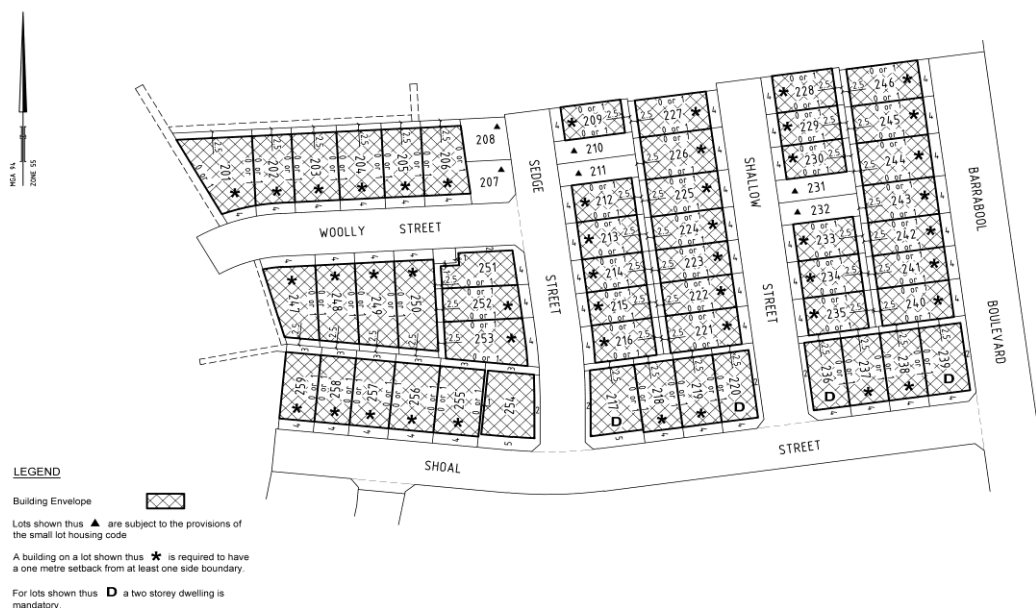 MGA 94
ZONE 55
201
202
203
204
205
206
207
208
SEDGE
STREET
209
210
211
212
213
214
215
216
217
D
218
219
220
D
221
222
223
224
225
226
227
SHALLOW
STREET
228
229
230
231
232
233
234
235
236
D
237
238
239
D
240
241
242
243
244
245
246
BARRABOOL
BOULEVARD
WOOLLY STREET
247
248
249
250
251
252
253
254
255
256
257
258
259
SHOAL
STREET
0 or 1
2.5
LEGEND
Building Envelope
Lots shown thus ▲ are subject to the provisions of
the small lot housing code
A building on a lot shown thus * is required to have
a one metre setback from at least one side boundary.
For lots shown thus D a two storey dwelling is
mandatory.